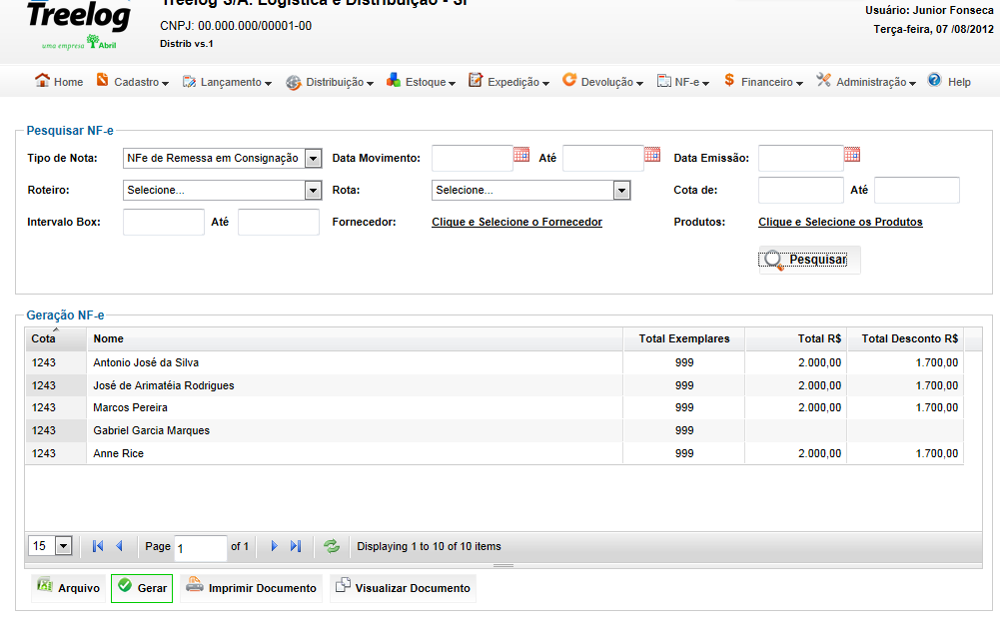 Treelog S/A. Logística e Distribuição - SP
Treelog
uma empresa Abril
CNPJ: 00.000.000/00001-00
Distrib vs.1
Usuário: Junior Fonseca
Terça-feira, 07 /08/2012
Home Cadastro Lançamento Distribuição Estoque Expedição Devolução NF-e Financeiro Administração Help
Pesquisar NF-e
Tipo de Nota: NFe de Remessa em Consignação Data Movimento: Até Data Emissão:
Roteiro: Selecione... Rota: Selecione... Cota de: Até
Intervalo Box: Até Fornecedor: Clique e Selecione o Fornecedor Produtos: Clique e Selecione os Produtos
Pesquisar
Geração NF-e
Cota Nome Total Exemplares Total R$ Total Desconto R$
1243 Antonio José da Silva 999 2.000,00 1.700,00
1243 José de Arimatéia Rodrigues 999 2.000,00 1.700,00
1243 Marcos Pereira 999 2.000,00 1.700,00
1243 Gabriel Garcia Marques 999
1243 Anne Rice 999 2.000,00 1.700,00
15 Page 1 of 1 Displaying 1 to 10 of 10 items
Arquivo Gerar Imprimir Documento Visualizar Documento